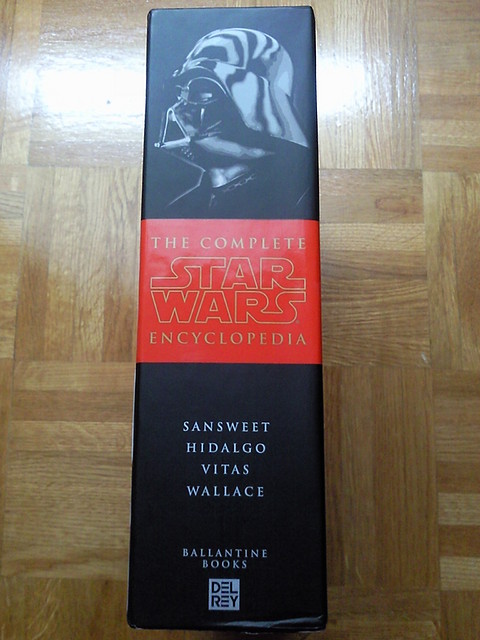 THE COMPLETE
STAR
WARS
ENCYCLOPEDIA
SANSWEET
HIDALGO
VITAS
WALLACE
BALLANTINE
BOOKS
DEL
REY